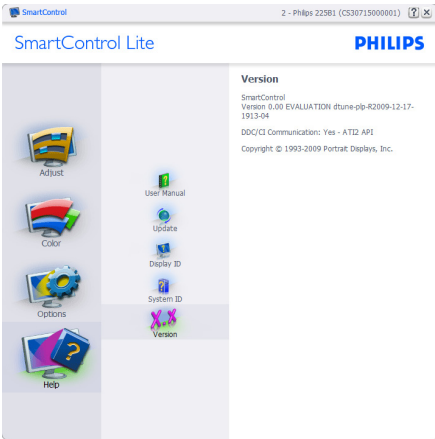 SmartControl
2 - Philips 225B1 (CS30715000001)
SmartControl Lite
PHILIPS
Adjust
Color
Options
Help
User Manual
Update
Display ID
System ID
X.X
Version
Version
SmartControl
Version 0.00 EVALUATION dtune-plp-R2009-12-17-
1913-04
DDC/CI Communication: Yes - ATI2 API
Copyright © 1993-2009 Portrait Displays, Inc.